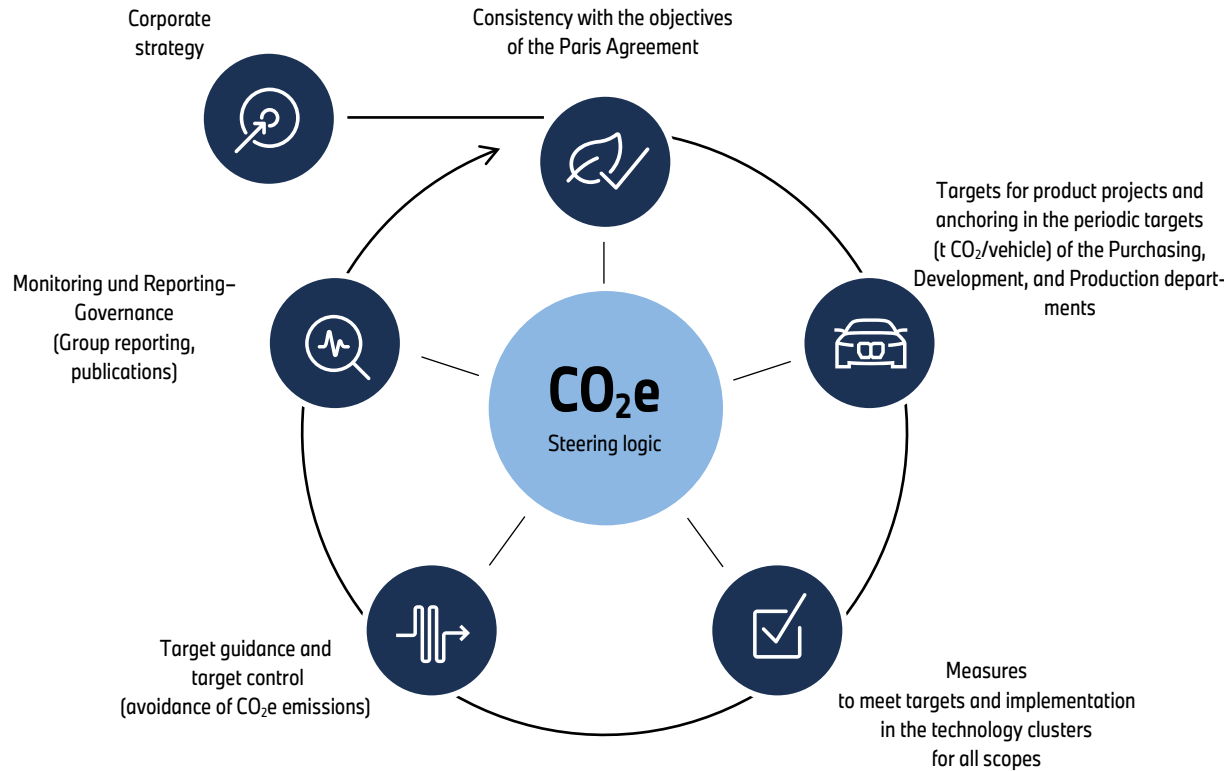 Corporate
strategy
Consistency with the objectives
of the Paris Agreement
Targets for product projects and
anchoring in the periodic targets
(t CO₂/vehicle) of the Purchasing,
Development, and Production depart-
ments
Monitoring und Reporting–
Governance
(Group reporting,
publications)
CO₂e
Steering logic
Target guidance and
target control
(avoidance of CO₂e emissions)
Measures
to meet targets and implementation
in the technology clusters
for all scopes